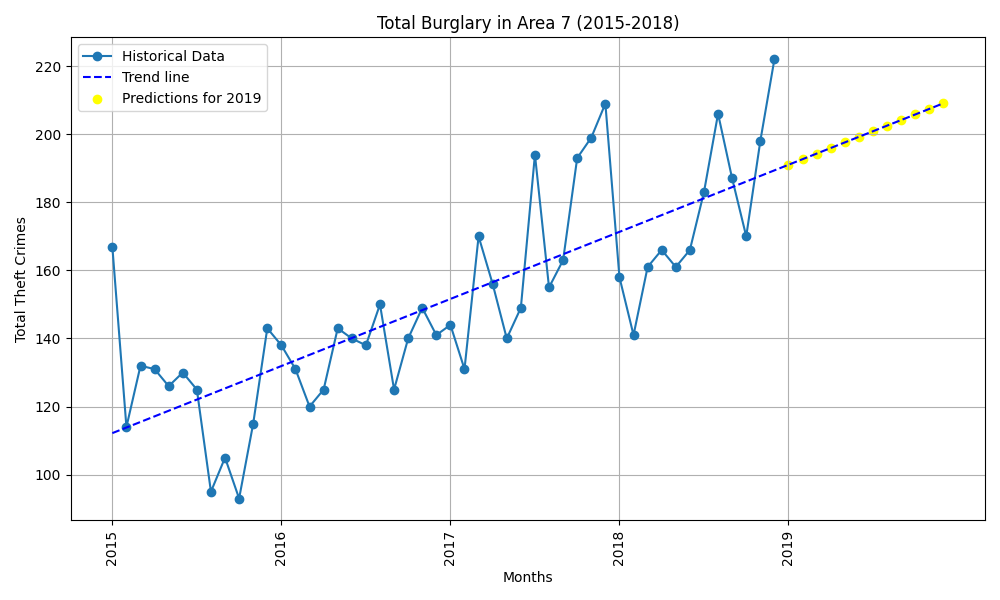 Total Burglary in Area 7 (2015-2018)
Historical Data
Trend line
Predictions for 2019
Total Theft Crimes
220
200
180
160
140
120
100
2015
2016
2017
2018
2019
Months